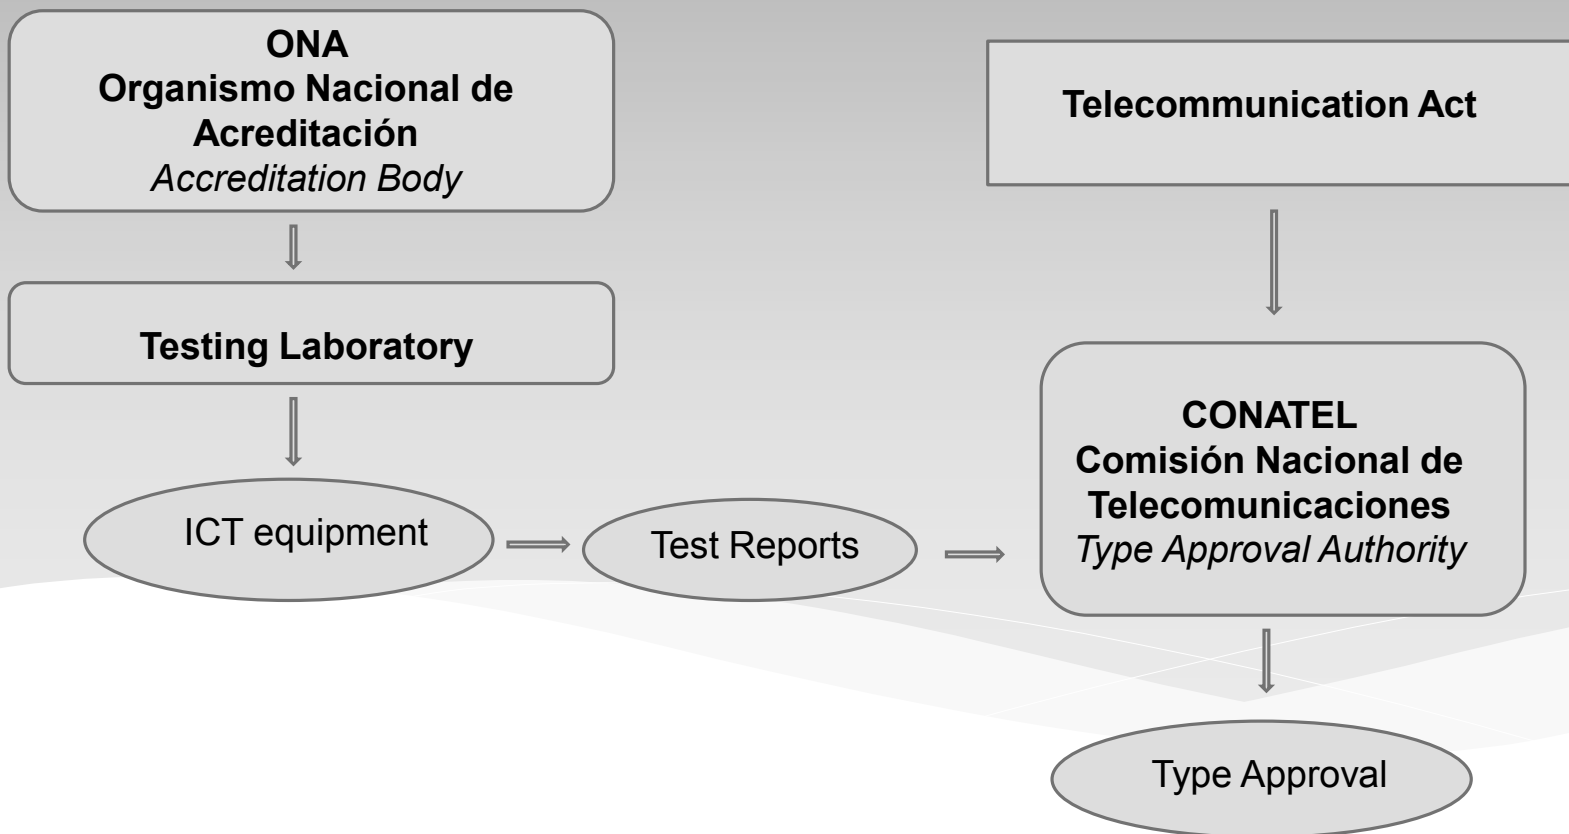 ONA
Organismo Nacional de
Acreditación
Accreditation Body
Telecommunication Act
Testing Laboratory
CONATEL
Comisión Nacional de
Telecomunicaciones
Type Approval Authority
ICT equipment
Test Reports
Type Approval